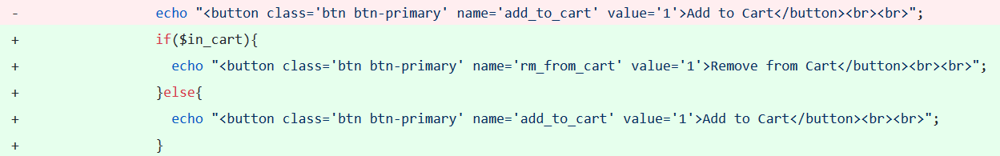 - echo "<button class='btn btn-primary' name='add_to_cart' value='1'>Add to Cart</button><br><br>";
+ if($in_cart){
+ echo "<button class='btn btn-primary' name='rm_from_cart' value='1'>Remove from Cart</button><br><br>";
+ }else{
+ echo "<button class='btn btn-primary' name='add_to_cart' value='1'>Add to Cart</button><br><br>";
+ }